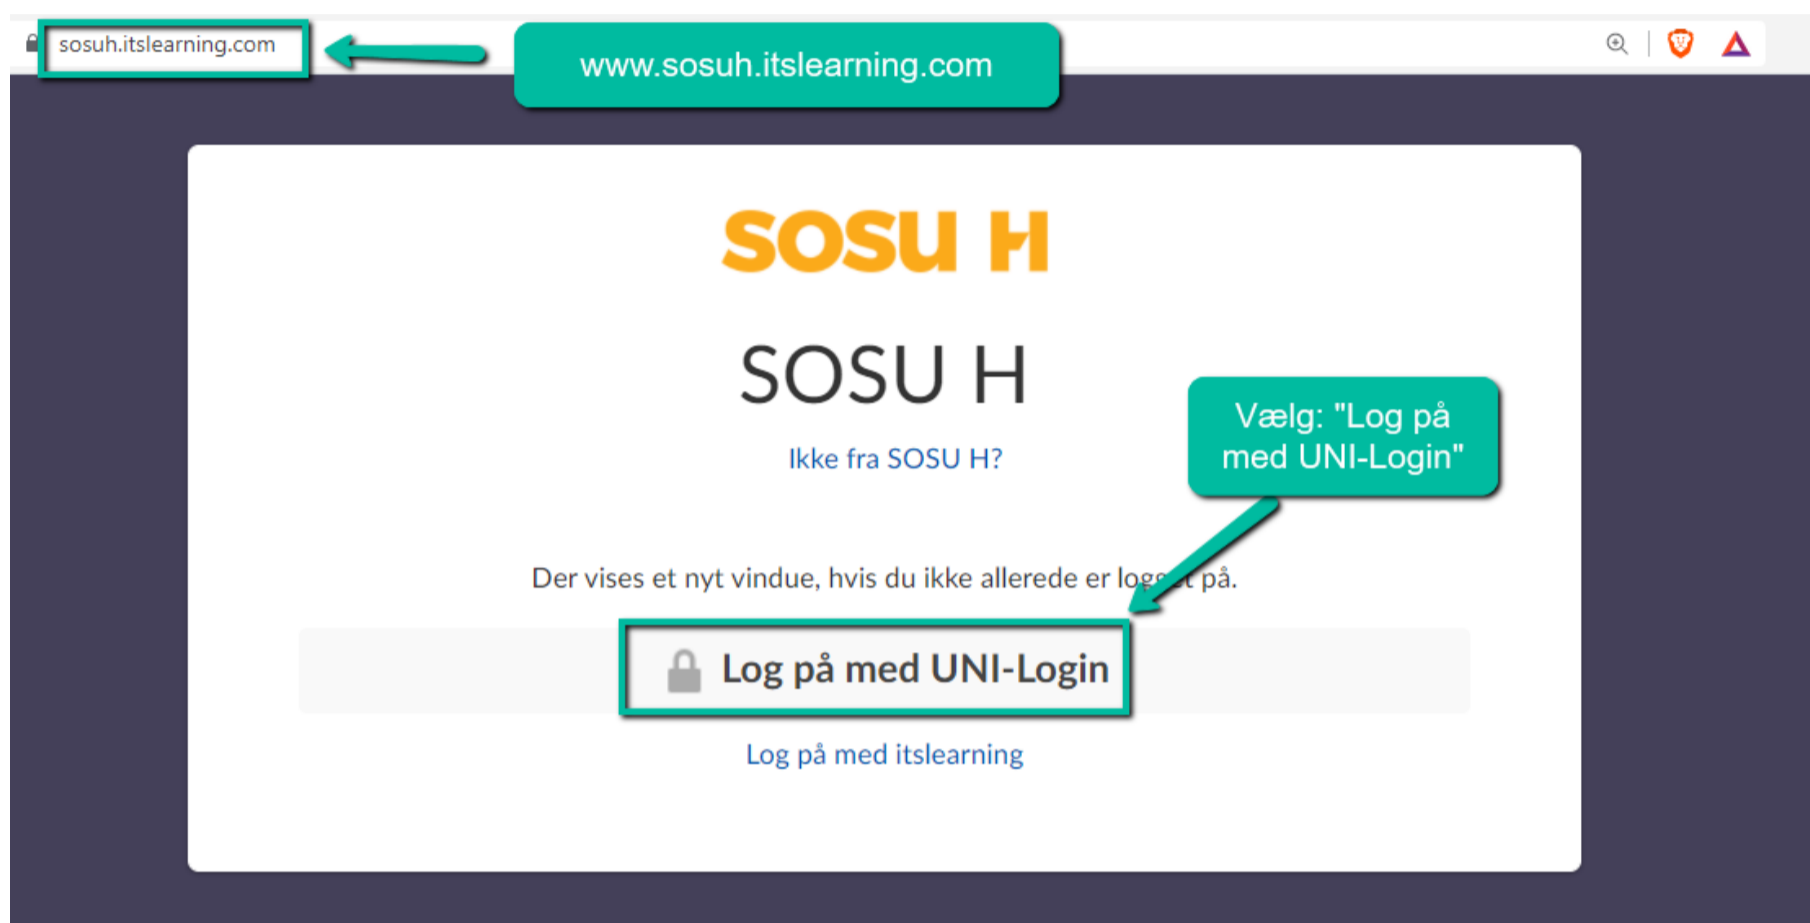 sosuh.itslearning.com
www.sosuh.itslearning.com
SOSU H
SOSU H
Ikke fra SOSU H?
Vælg: "Log på
med UNI-Login"
Der vises et nyt vindue, hvis du ikke allerede er logget på.
Log på med UNI-Login
Log på med itslearning